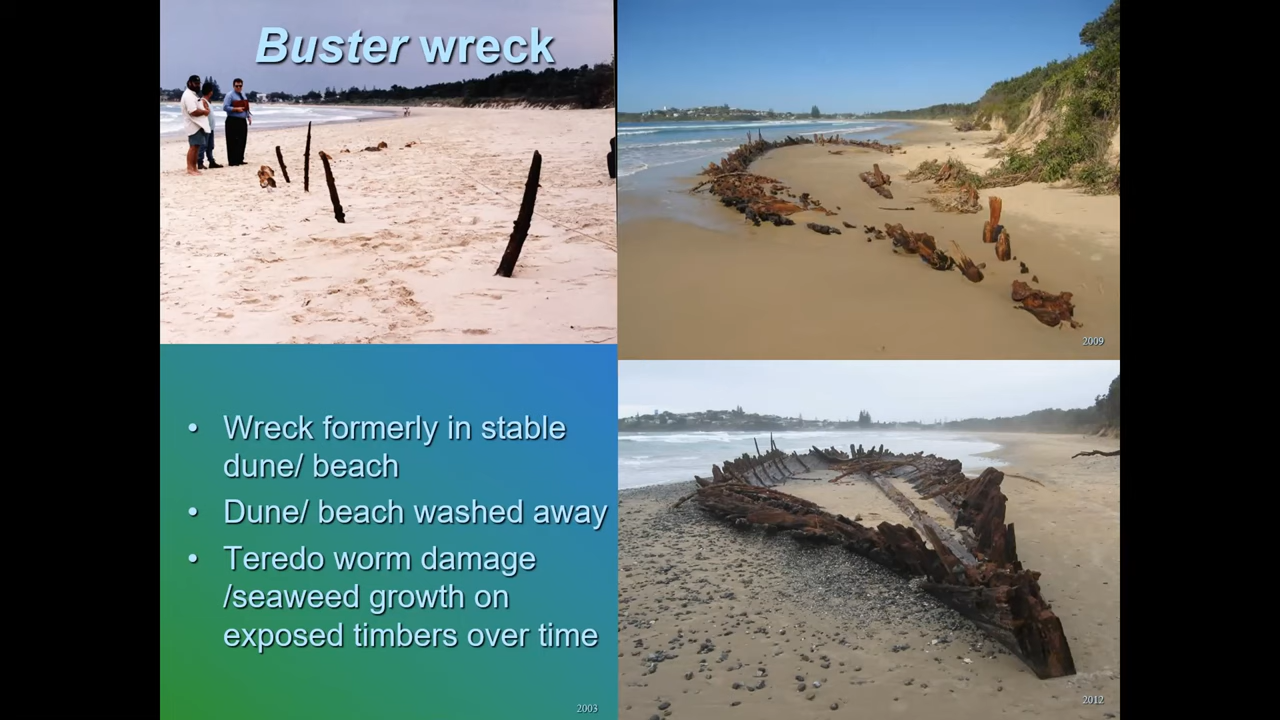 Buster wreck
2009
• Wreck formerly in stable
dune/ beach
• Dune/ beach washed away
• Teredo worm damage
/seaweed growth on
exposed timbers over time
2003
2012